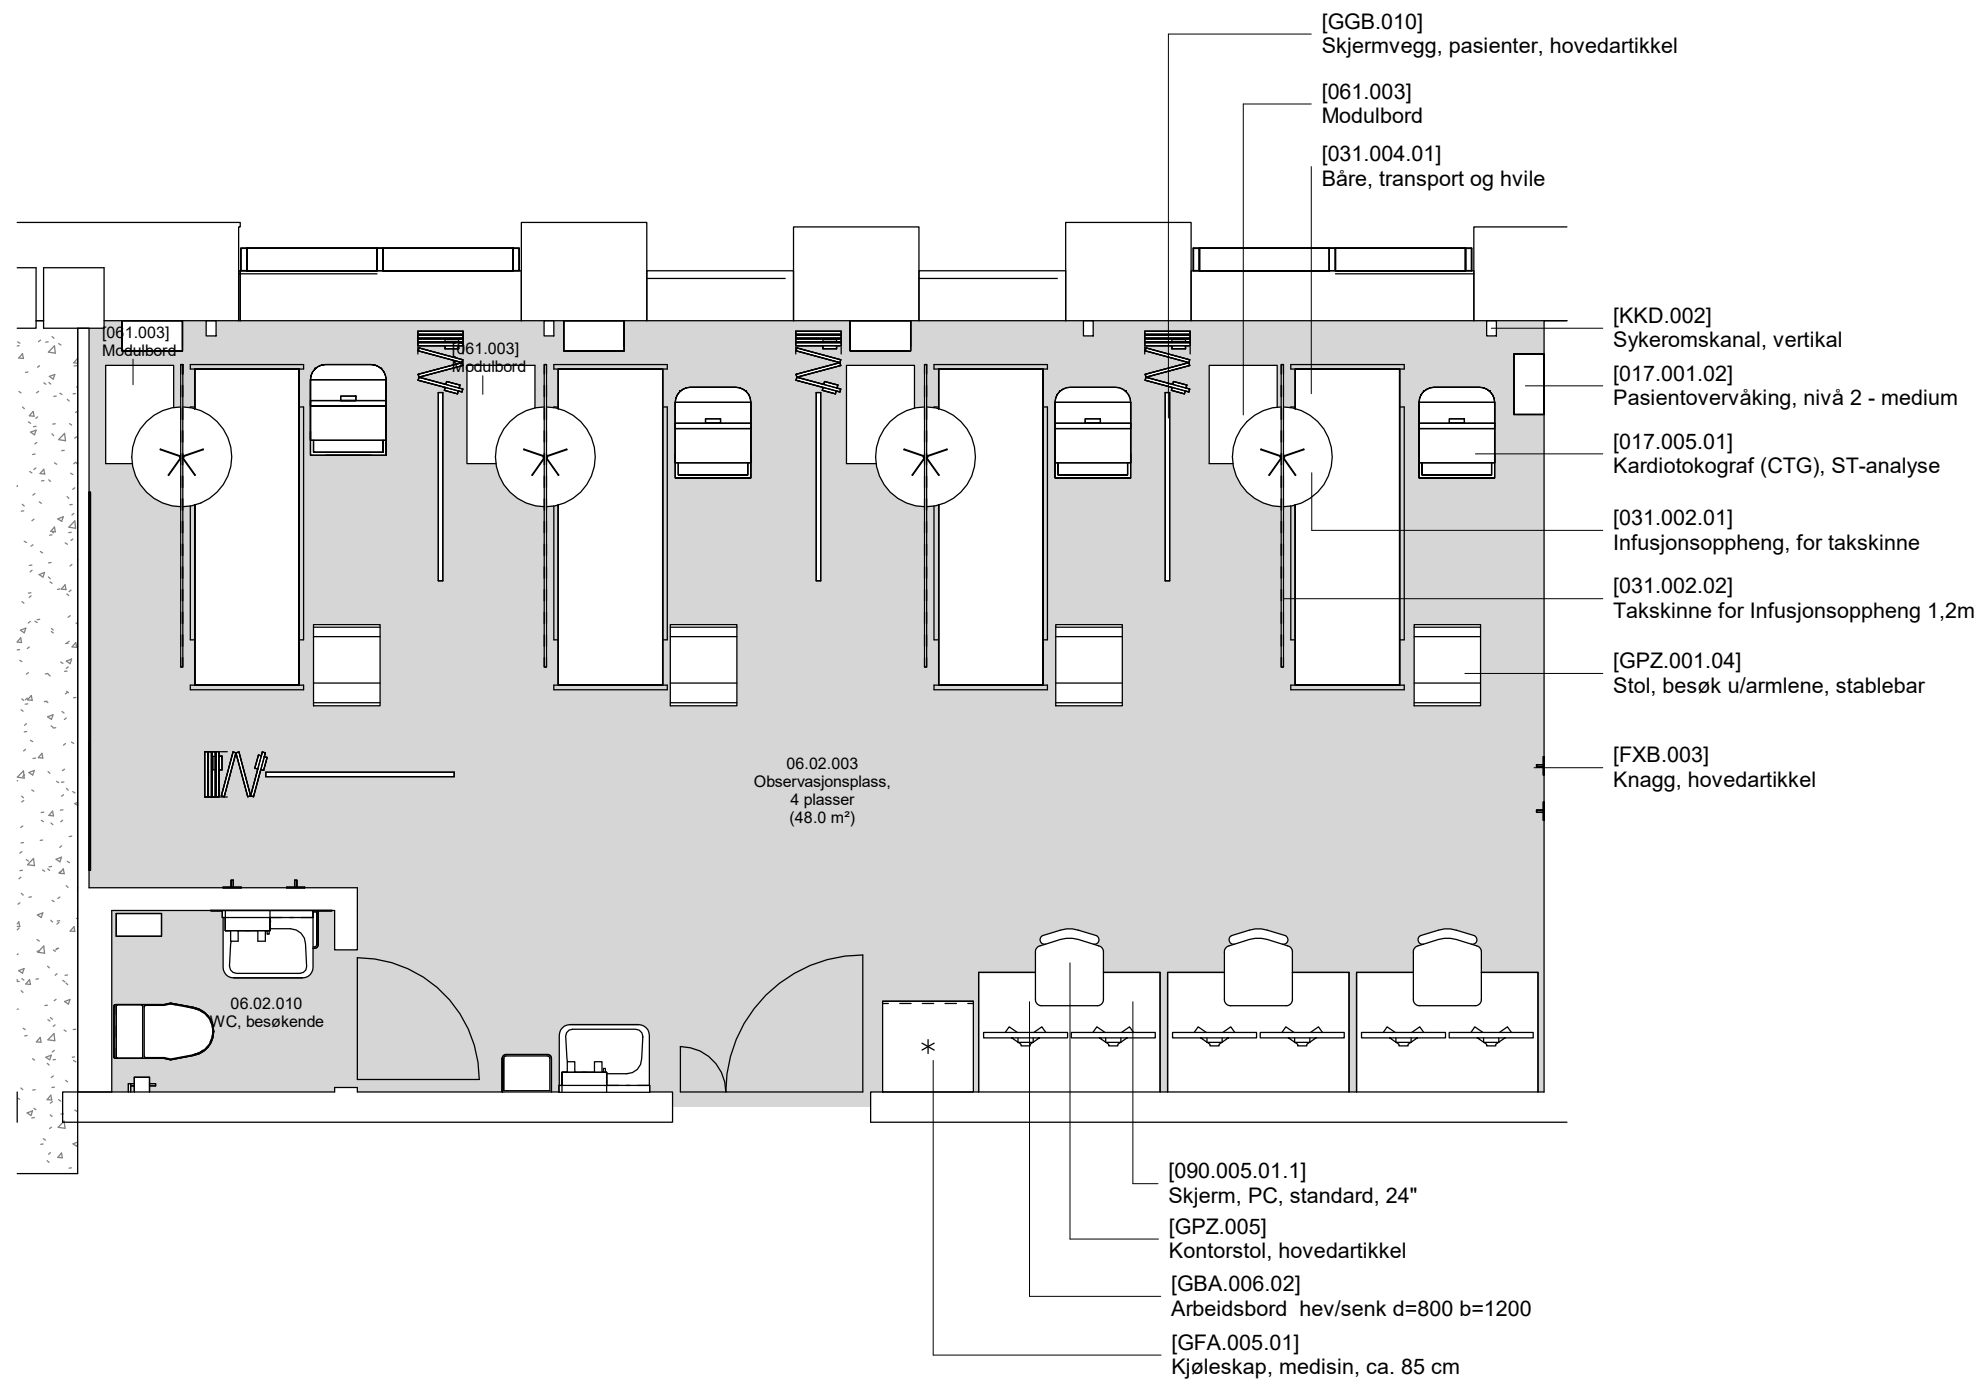 [GGB.010]
Skjermvegg, pasienter, hovedartikkel
[061.003]
Modulbord
[031.004.01]
Båre, transport og hvile
[061.003]
Modulbord
[061.003]
Modulbord
[KKD.002]
Sykeromskanal, vertikal
[017.001.02]
Pasientovervåking, nivå 2 - medium
[017.005.01]
Kardiotokograf (CTG), ST-analyse
[031.002.01]
Infusjonsoppheng, for takskinne
[031.002.02]
Takskinne for Infusjonsoppheng 1,2m
[GPZ.001.04]
Stol, besøk u/armlene, stablebar
[FXB.003]
Knagg, hovedartikkel
06.02.003
Observasjonsplass,
4 plasser
(48.0 m²)
06.02.010
WC, besøkende
*
[090.005.01.1]
Skjerm, PC, standard, 24"
[GPZ.005]
Kontorstol, hovedartikkel
[GBA.006.02]
Arbeidsbord  hev/senk d=800 b=1200
[GFA.005.01]
Kjøleskap, medisin, ca. 85 cm